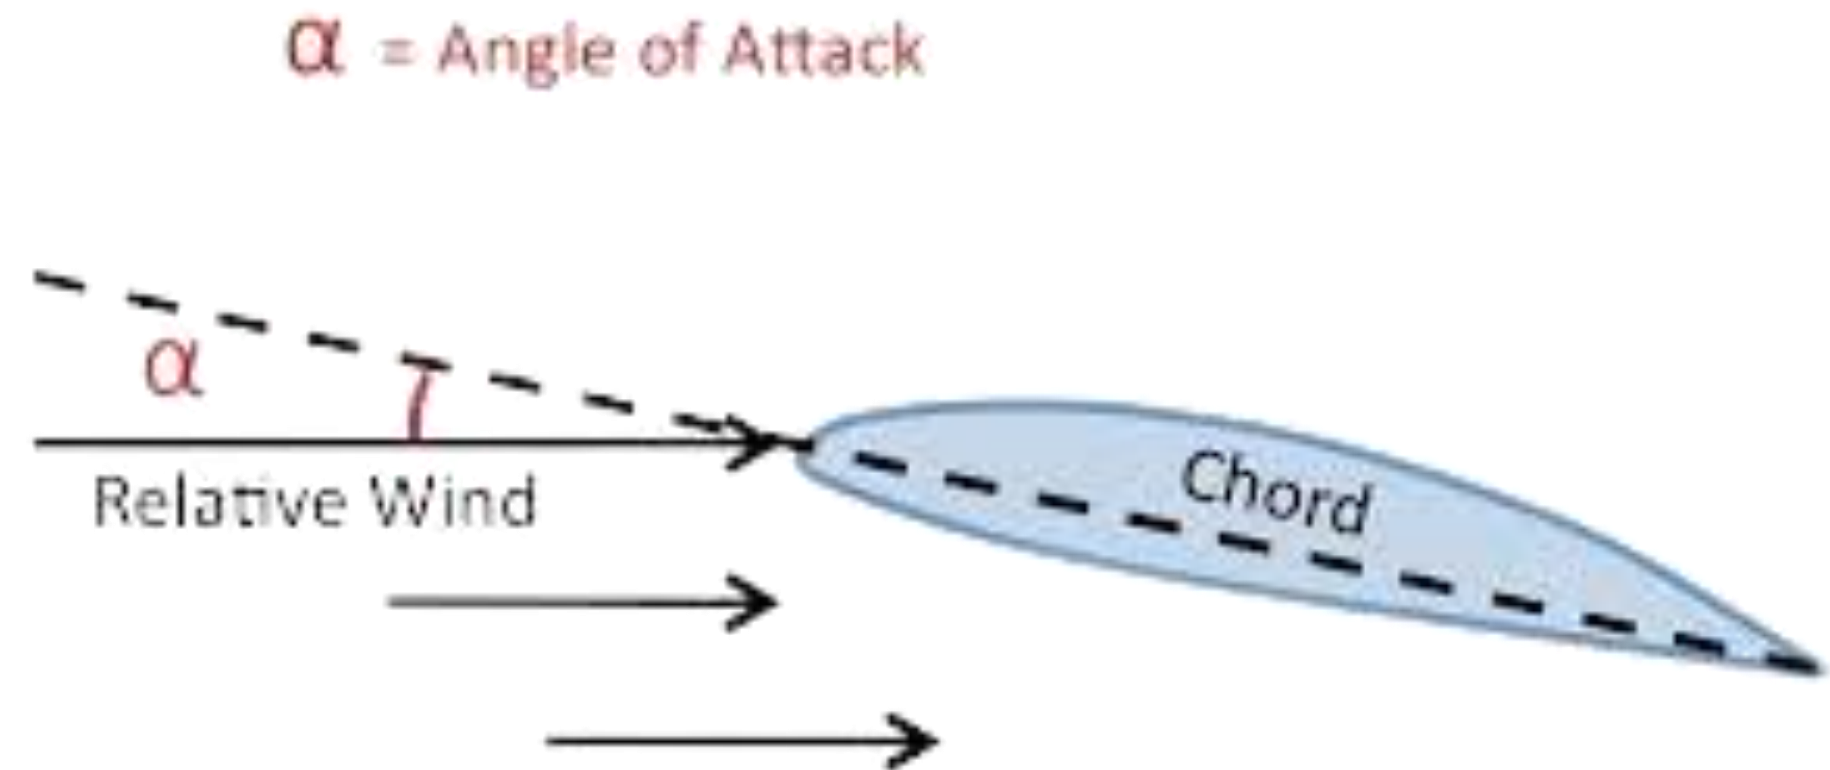 α = Angle of Attack
α
Chord
Relative Wind